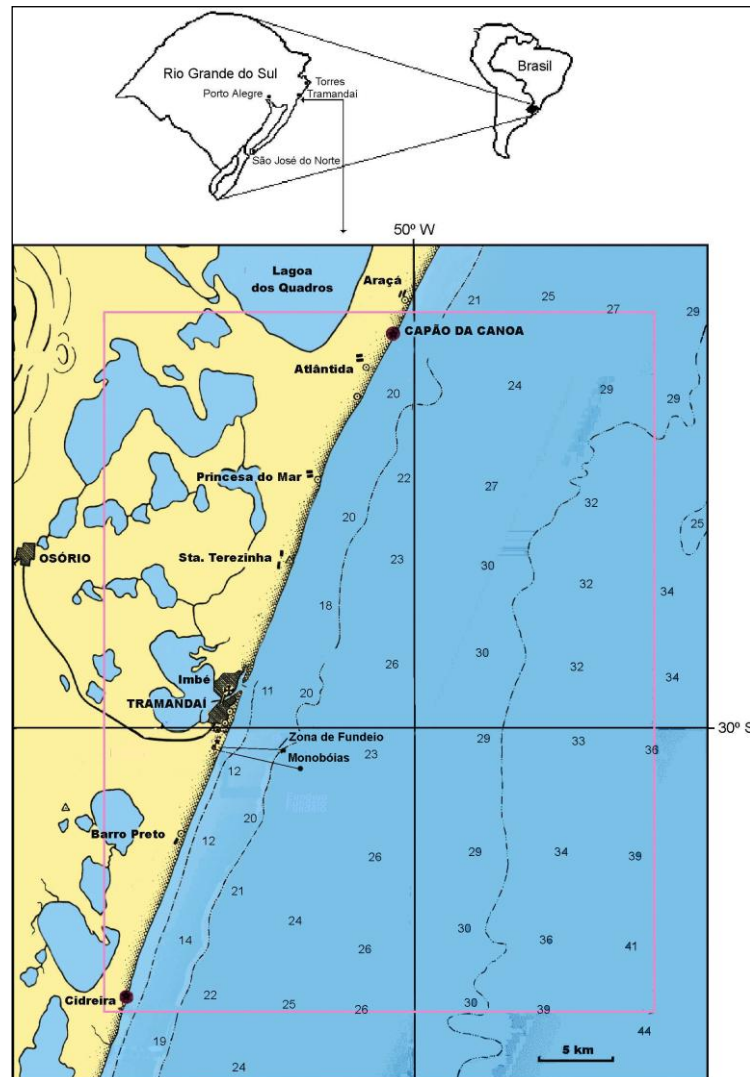 Rio Grande do Sul
Porto Alegre
Torres
Tramandaí
São José do Norte
Brasil
50º W
Lagoa
dos Quadros
Araçá
21
25
27
29
CAPÃO DA CANOA
Atlântida
20
24
29
29
Princesa do Mar
22
27
32
20
25
OSÓRIO
Sta. Terezinha
23
30
32
34
18
Imbé
26
30
32
34
TRAMANDAÍ
11
20
30º S
Zona de Fundeio
29
33
36
Monobóias
23
12
20
Barro Preto
12
26
29
34
39
21
24
30
14
26
36
41
Cidreira
22
25
26
30
39
19
44
24
5 km